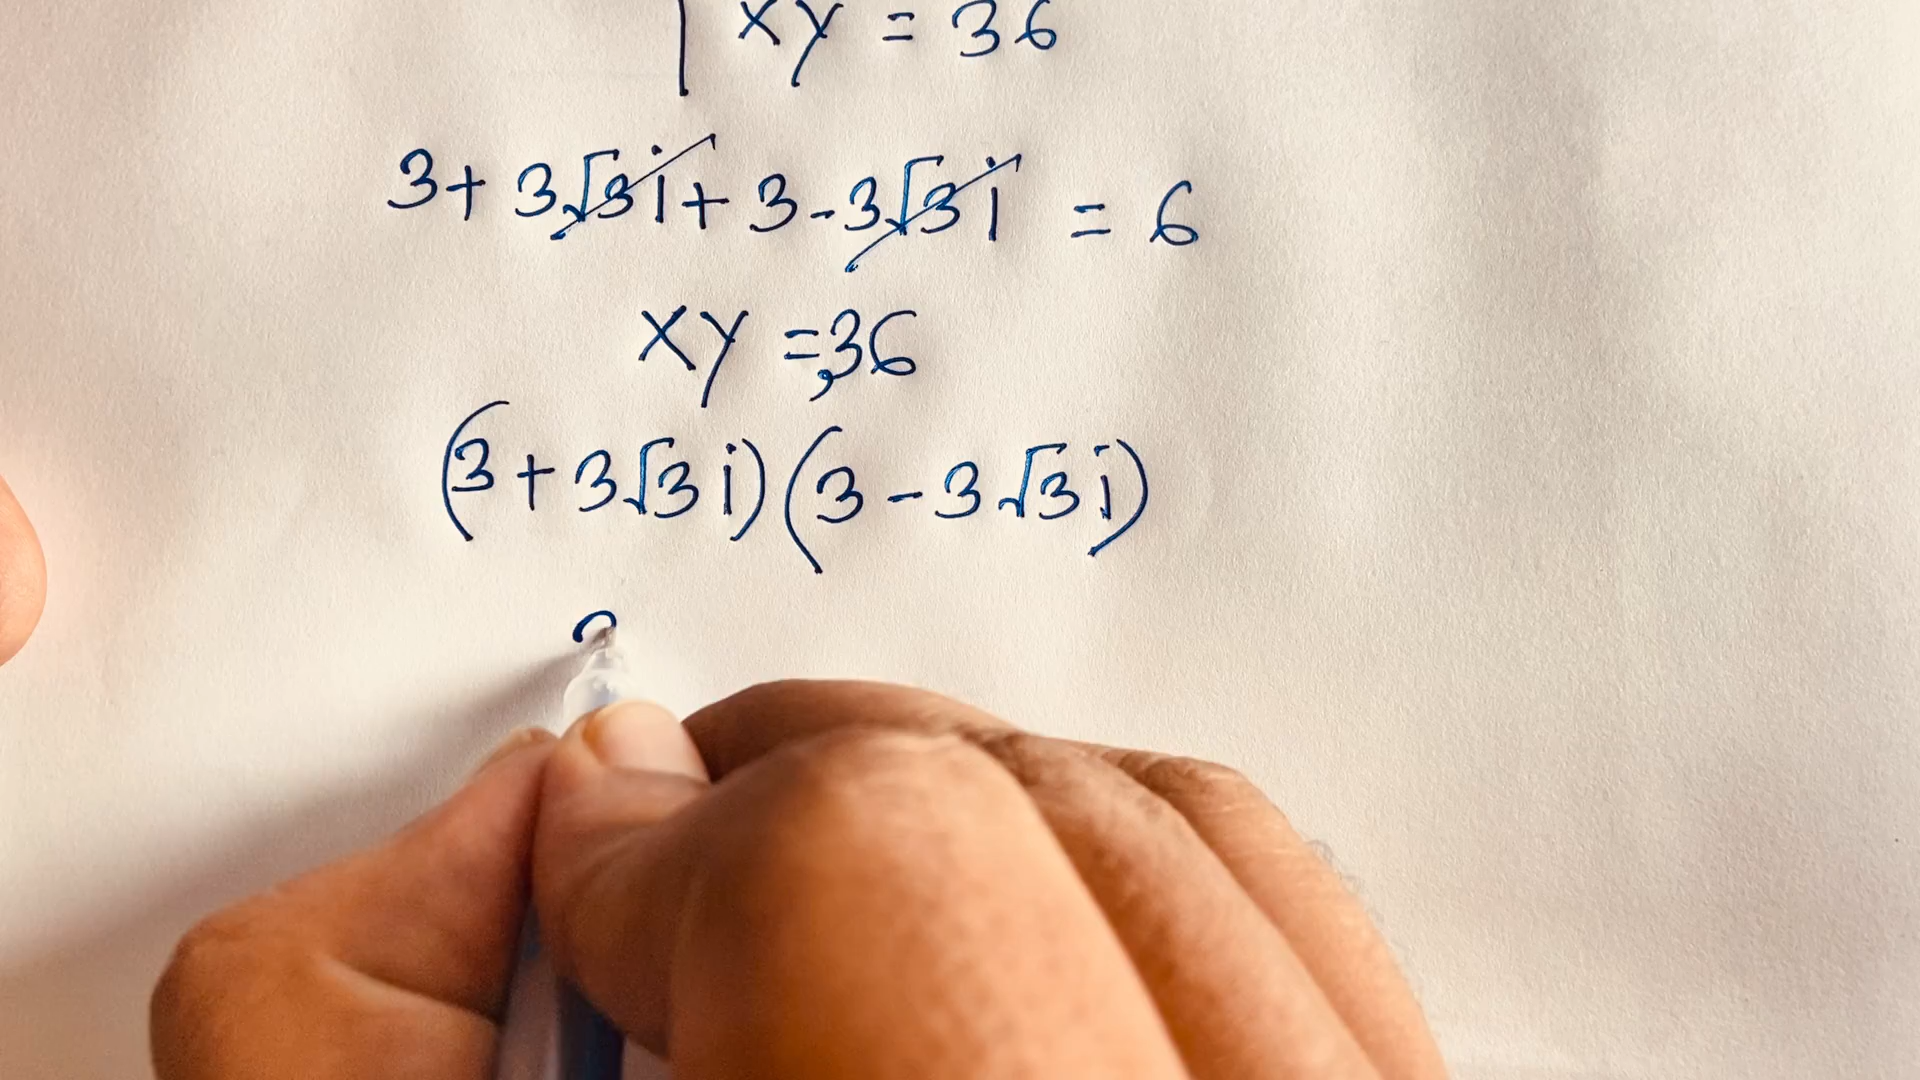 xy = 36
3 + 3√3i + 3 - 3√3i = 6
xy = 36
(3 + 3√3i)(3 - 3√3i)